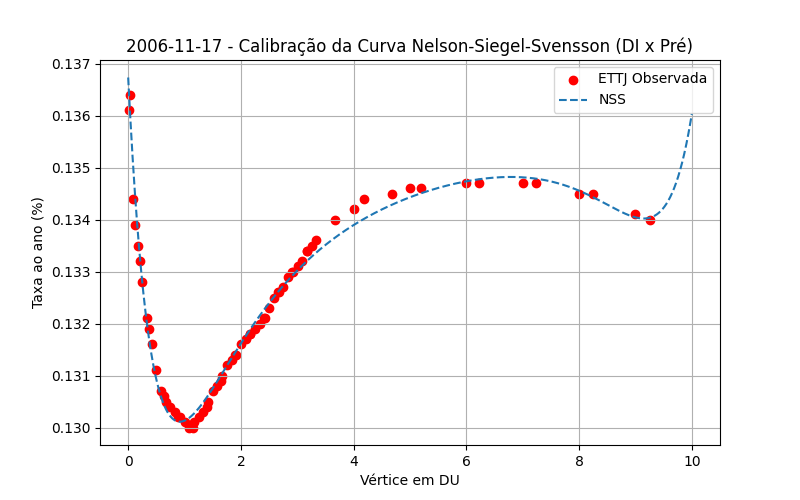 2006-11-17 - Calibração da Curva Nelson-Siegel-Svensson (DI x Pré)
0.137
0.136
0.135
0.134
0.133
0.132
0.131
0.130
Taxa ao ano (%)
ETTJ Observada
NSS
0 2 4 6 8 10
Vértice em DU